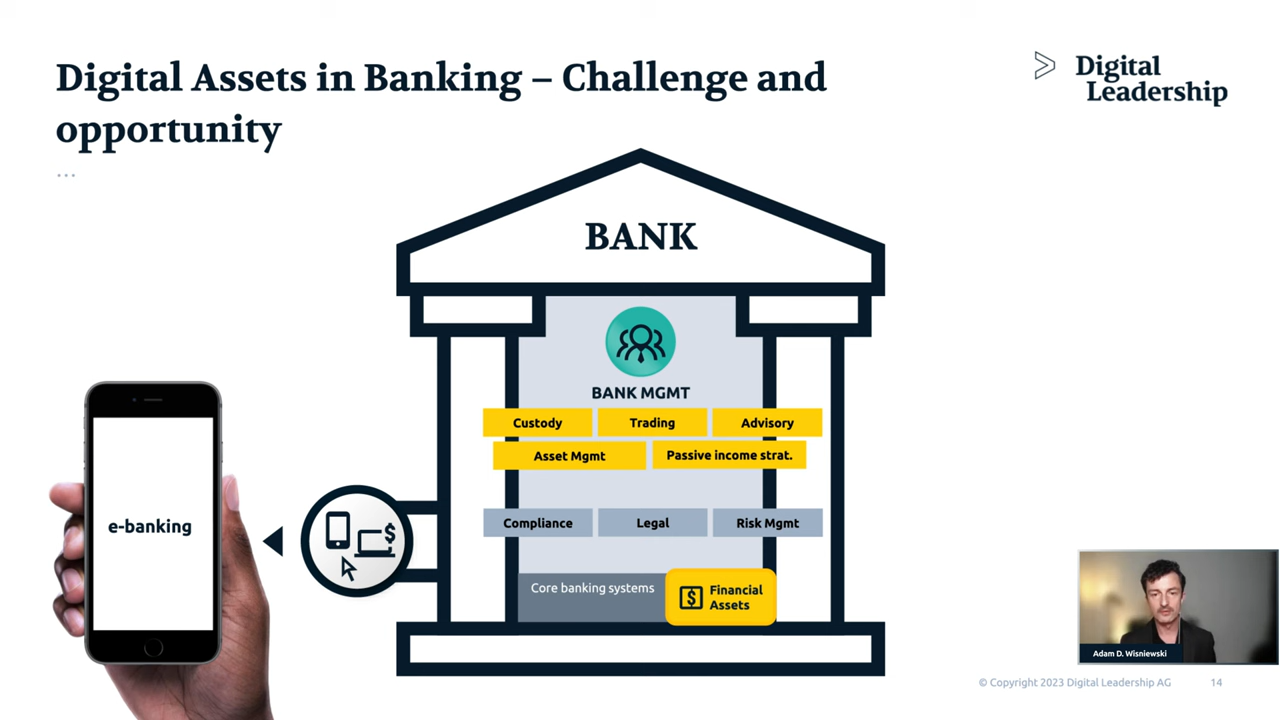 Digital Assets in Banking – Challenge and
opportunity
...
Digital
Leadership
BANK
BANK MGMT
Custody
Trading
Advisory
Asset Mgmt
Passive income strat.
Compliance
Legal
Risk Mgmt
Core banking systems
$
Financial
Assets
e-banking
$
Adam D. Wisniewski
© Copyright 2023 Digital Leadership AG
14